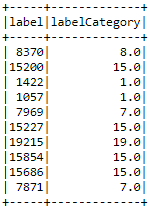 +-----+-------------+
|label|labelCategory|
+-----+-------------+
| 8370|          8.0|
|15200|         15.0|
| 1422|          1.0|
| 1057|          1.0|
| 7969|          7.0|
|15227|         15.0|
|19215|         19.0|
|15854|         15.0|
|15686|         15.0|
| 7871|          7.0|
+-----+-------------+